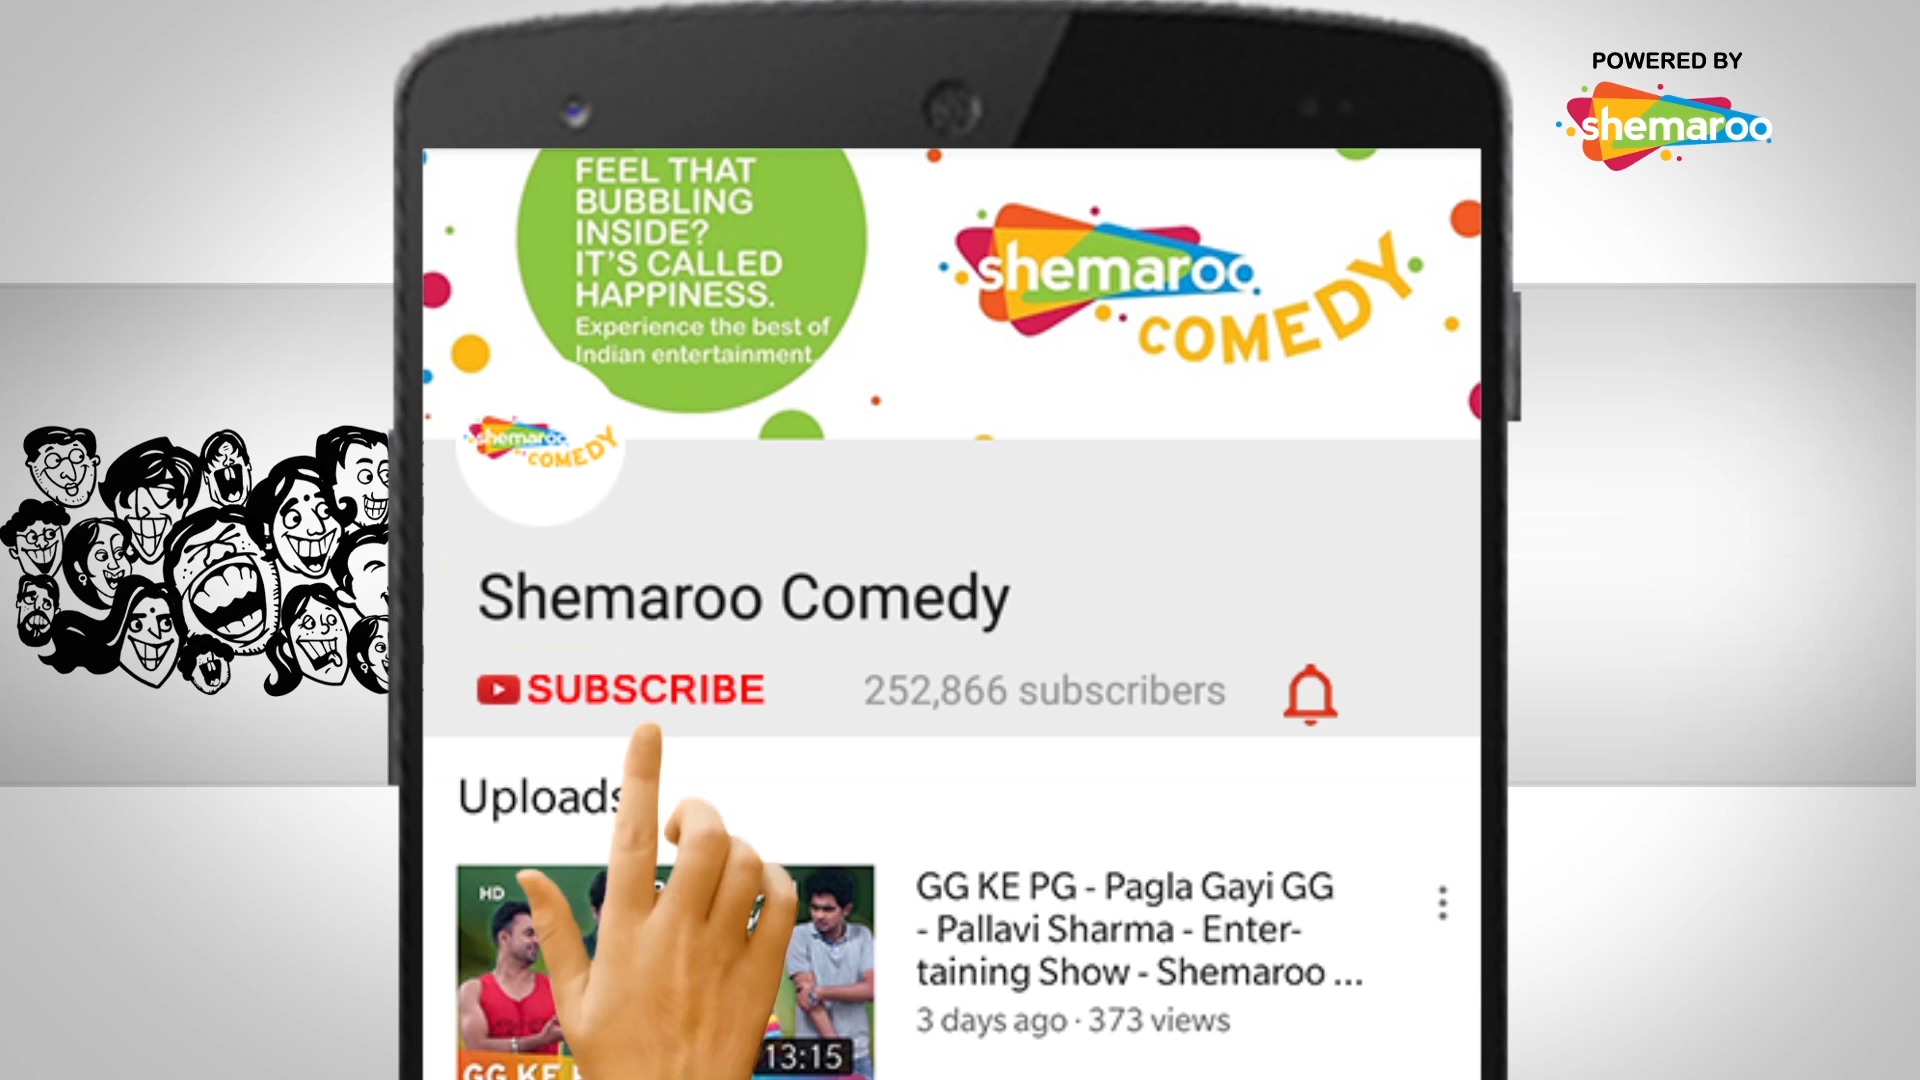 POWERED BY
shemaroo
FEEL THAT
BUBBLING
INSIDE?
IT'S CALLED
HAPPINESS.
Experience the best of
Indian entertainment
shemaroo
COMEDY
shemaroo
COMEDY
Shemaroo Comedy
SUBSCRIBE 252,866 subscribers
Uploads
HD
13:15
GG KE
GG KE PG - Pagla Gayi GG
- Pallavi Sharma - Enter-
taining Show - Shemaroo ...
3 days ago · 373 views